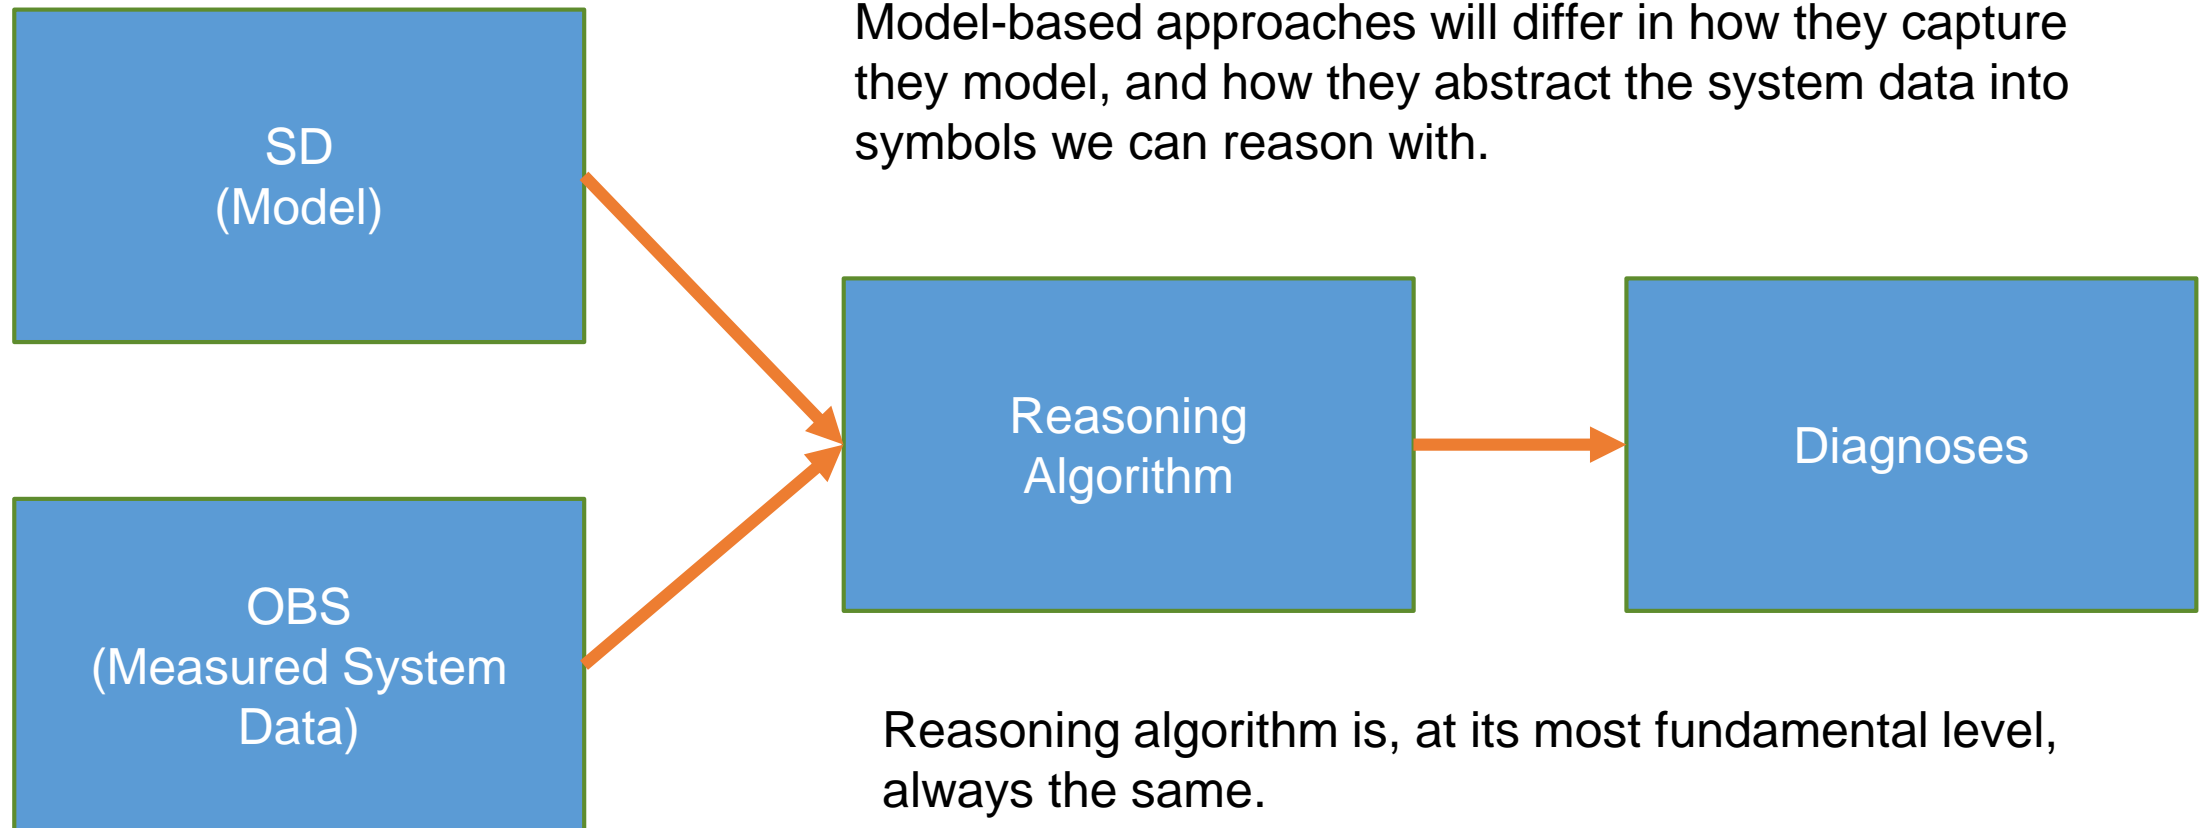 Model-based approaches will differ in how they capture
they model, and how they abstract the system data into
symbols we can reason with.
SD
(Model)
Reasoning
Algorithm
Diagnoses
OBS
(Measured System
Data)
Reasoning algorithm is, at its most fundamental level,
always the same.